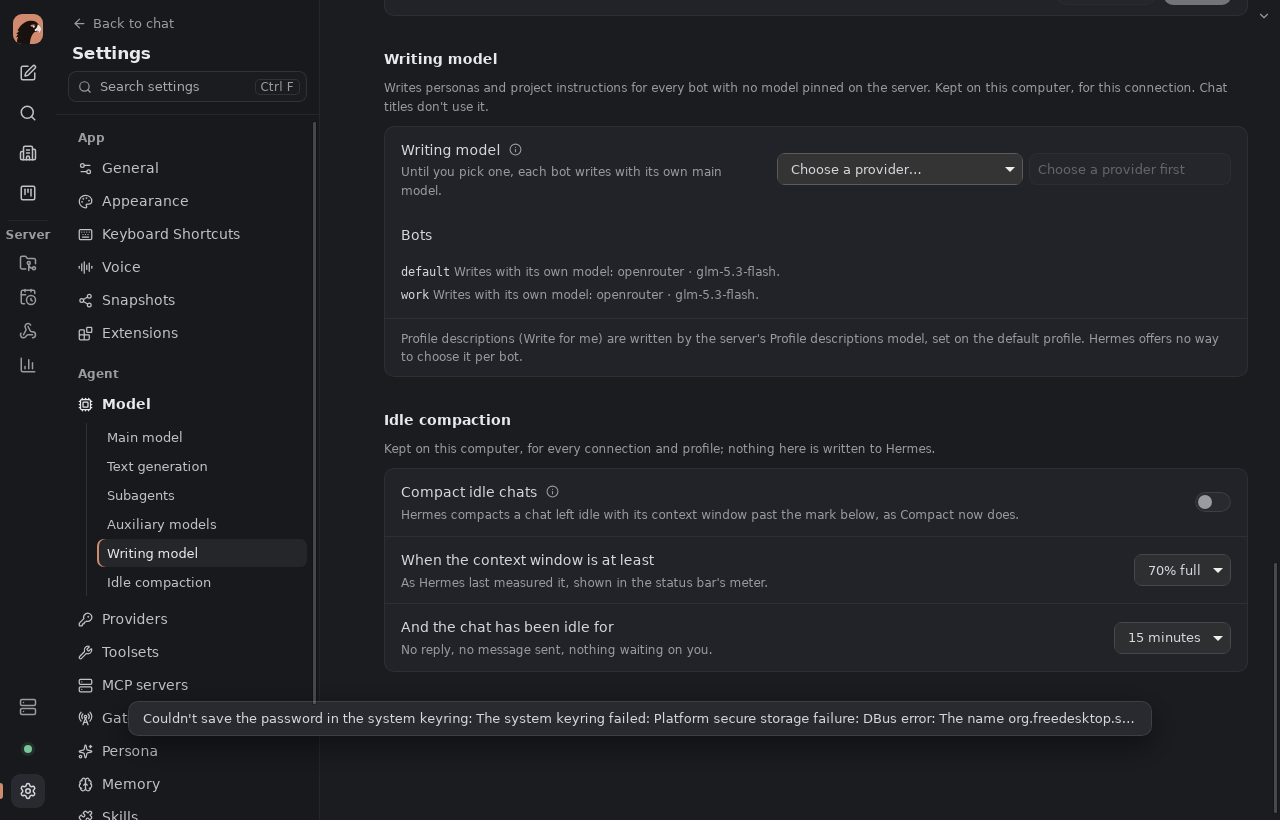 Back to chat
Settings
Search settings
Ctrl F
App
General
Appearance
Keyboard Shortcuts
Voice
Snapshots
Extensions
Agent
Model
Main model
Text generation
Subagents
Auxiliary models
Writing model
Idle compaction
Providers
Toolsets
MCP servers
Persona
Memory
Skills
Server
Writing model
Writes personas and project instructions for every bot with no model pinned on the server. Kept on this computer, for this connection. Chat
titles don't use it.
Writing model
Until you pick one, each bot writes with its own main
model.
Choose a provider...
Choose a provider first
Bots
default Writes with its own model: openrouter · glm-5.3-flash.
work Writes with its own model: openrouter · glm-5.3-flash.
Profile descriptions (Write for me) are written by the server's Profile descriptions model, set on the default profile. Hermes offers no way
to choose it per bot.
Idle compaction
Kept on this computer, for every connection and profile; nothing here is written to Hermes.
Compact idle chats
Hermes compacts a chat left idle with its context window past the mark below, as Compact now does.
When the context window is at least
As Hermes last measured it, shown in the status bar's meter.
70% full
And the chat has been idle for
No reply, no message sent, nothing waiting on you.
15 minutes
Couldn't save the password in the system keyring: The system keyring failed: Platform secure storage failure: DBus error: The name org.freedesktop.s...